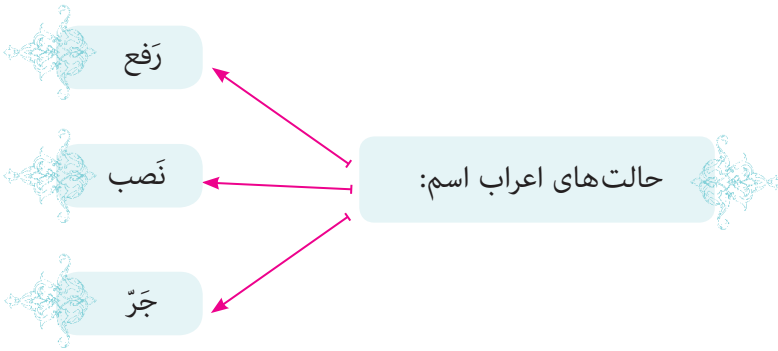 حالت‌های اعراب اسم:
رَفع
نَصب
جَرّ